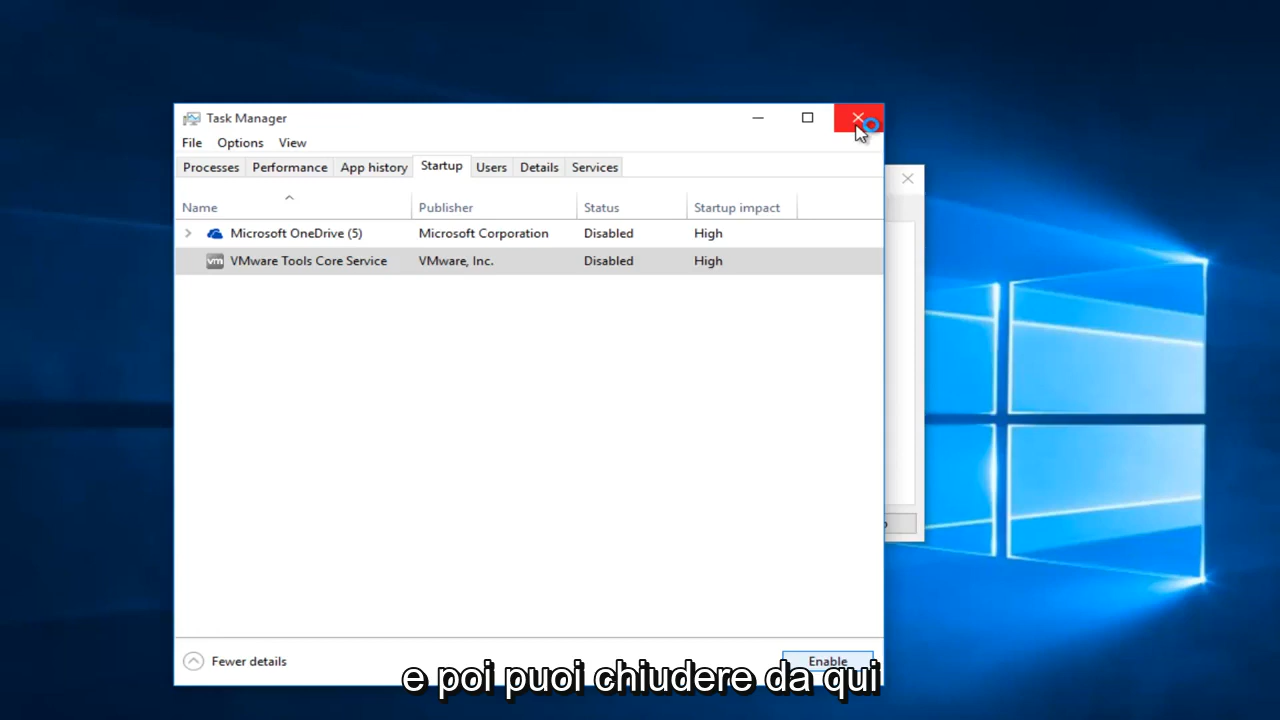 Task Manager
File Options View
Processes Performance App history Startup Users Details Services
Name Publisher Status Startup impact
Microsoft OneDrive (5) Microsoft Corporation Disabled High
vm VMware Tools Core Service VMware, Inc. Disabled High
Fewer details Enable
e poi puoi chiudere da qui